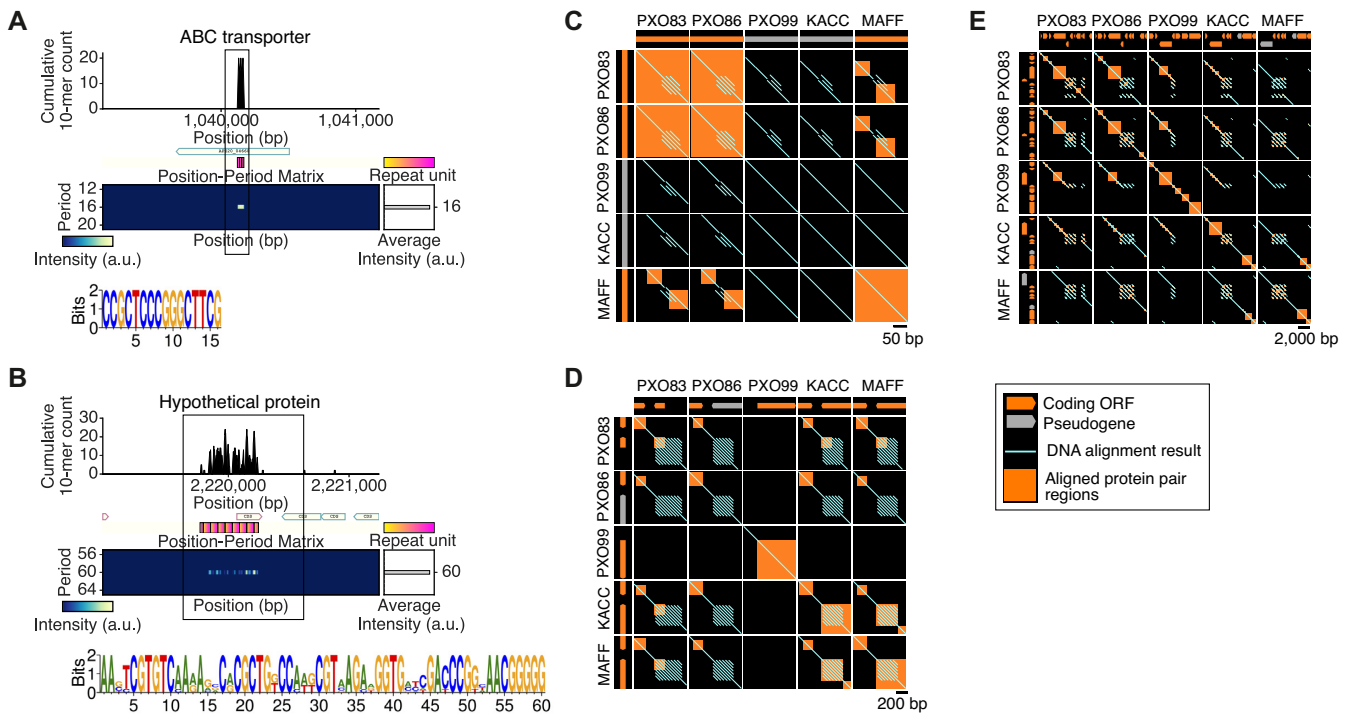 A
ABC transporter
Cumulative
10-mer count
20
10
0
1,040,000
1,041,000
Position (bp)
Position-Period Matrix
Repeat unit
Period
12
16
20
16
Position (bp)
Average
Intensity (a.u.)
Intensity (a.u.)
Bits
2
1
0
CCGCTCCCGGGCTTCG
5
10
15
B
Hypothetical protein
Cumulative
10-mer count
30
20
10
0
2,220,000
2,221,000
Position (bp)
CDS
CDS
CDS
CDS
Position-Period Matrix
Repeat unit
Period
56
60
64
60
Position (bp)
Average
Intensity (a.u.)
Intensity (a.u.)
Bits
2
1
0
5
10
15
20
25
30
35
40
45
50
55
60
C
PXO83
PXO86
PXO99
KACC
MAFF
PXO83
PXO86
PXO99
KACC
MAFF
50 bp
D
PXO83
PXO86
PXO99
KACC
MAFF
PXO83
PXO86
PXO99
KACC
MAFF
200 bp
E
PXO83
PXO86
PXO99
KACC
MAFF
PXO83
PXO86
PXO99
KACC
MAFF
2,000 bp
Coding ORF
Pseudogene
DNA alignment result
Aligned protein pair
regions